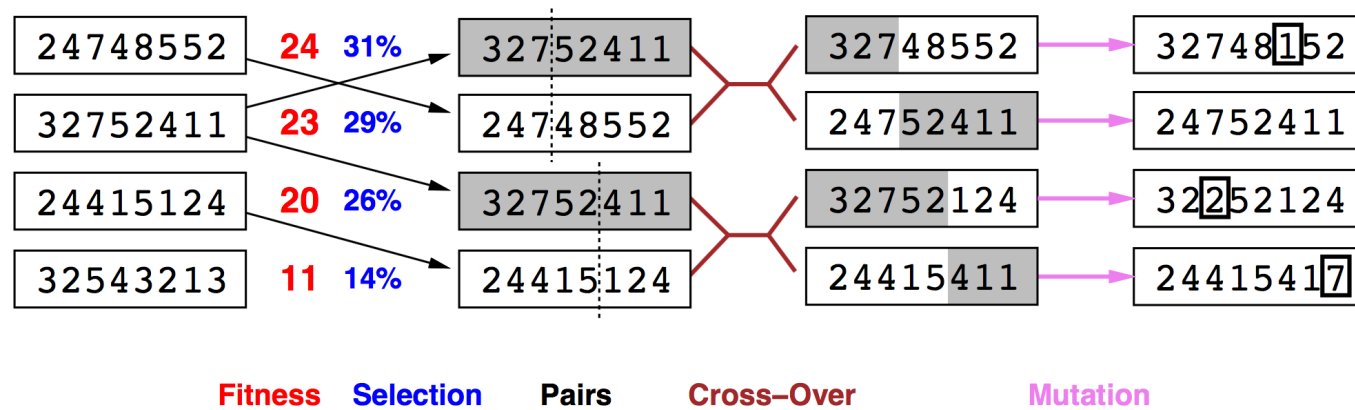 24748552 24 31% 32752411 32748552 32748152
32752411 23 29% 24748552 24752411 24752411
24415124 20 26% 32752411 32752124 32252124
32543213 11 14% 24415124 24415411 24415417
Fitness Selection Pairs Cross–Over Mutation